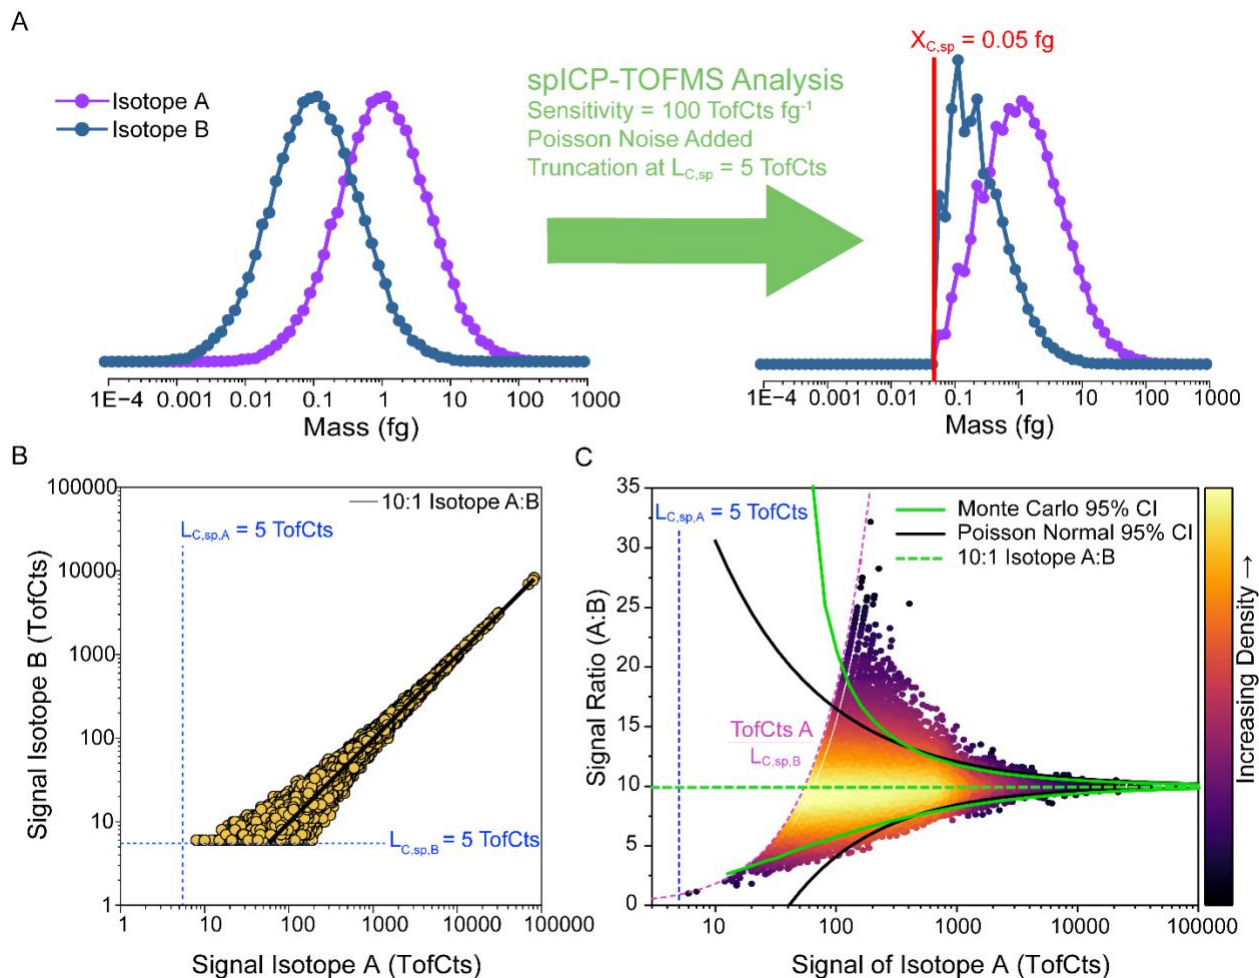 A
Isotope A
Isotope B
spICP-TOFMS Analysis
Sensitivity = 100 TofCts fg⁻¹
Poisson Noise Added
Truncation at L_C,sp = 5 TofCts
X_C,sp = 0.05 fg
1E-4 0.001 0.01 0.1 1 10 100 1000
Mass (fg)
1E-4 0.001 0.01 0.1 1 10 100 1000
Mass (fg)
B
Signal Isotope B (TofCts)
100000
10000
1000
100
10
1
10:1 Isotope A:B
L_C,sp,A = 5 TofCts
L_C,sp,B = 5 TofCts
1 10 100 1000 10000 100000
Signal Isotope A (TofCts)
C
Signal Ratio (A:B)
35
30
25
20
15
10
5
0
L_C,sp,A = 5 TofCts
Monte Carlo 95% CI
Poisson Normal 95% CI
10:1 Isotope A:B
TofCts A
L_C,sp,B
10 100 1000 10000 100000
Signal of Isotope A (TofCts)
Increasing Density →